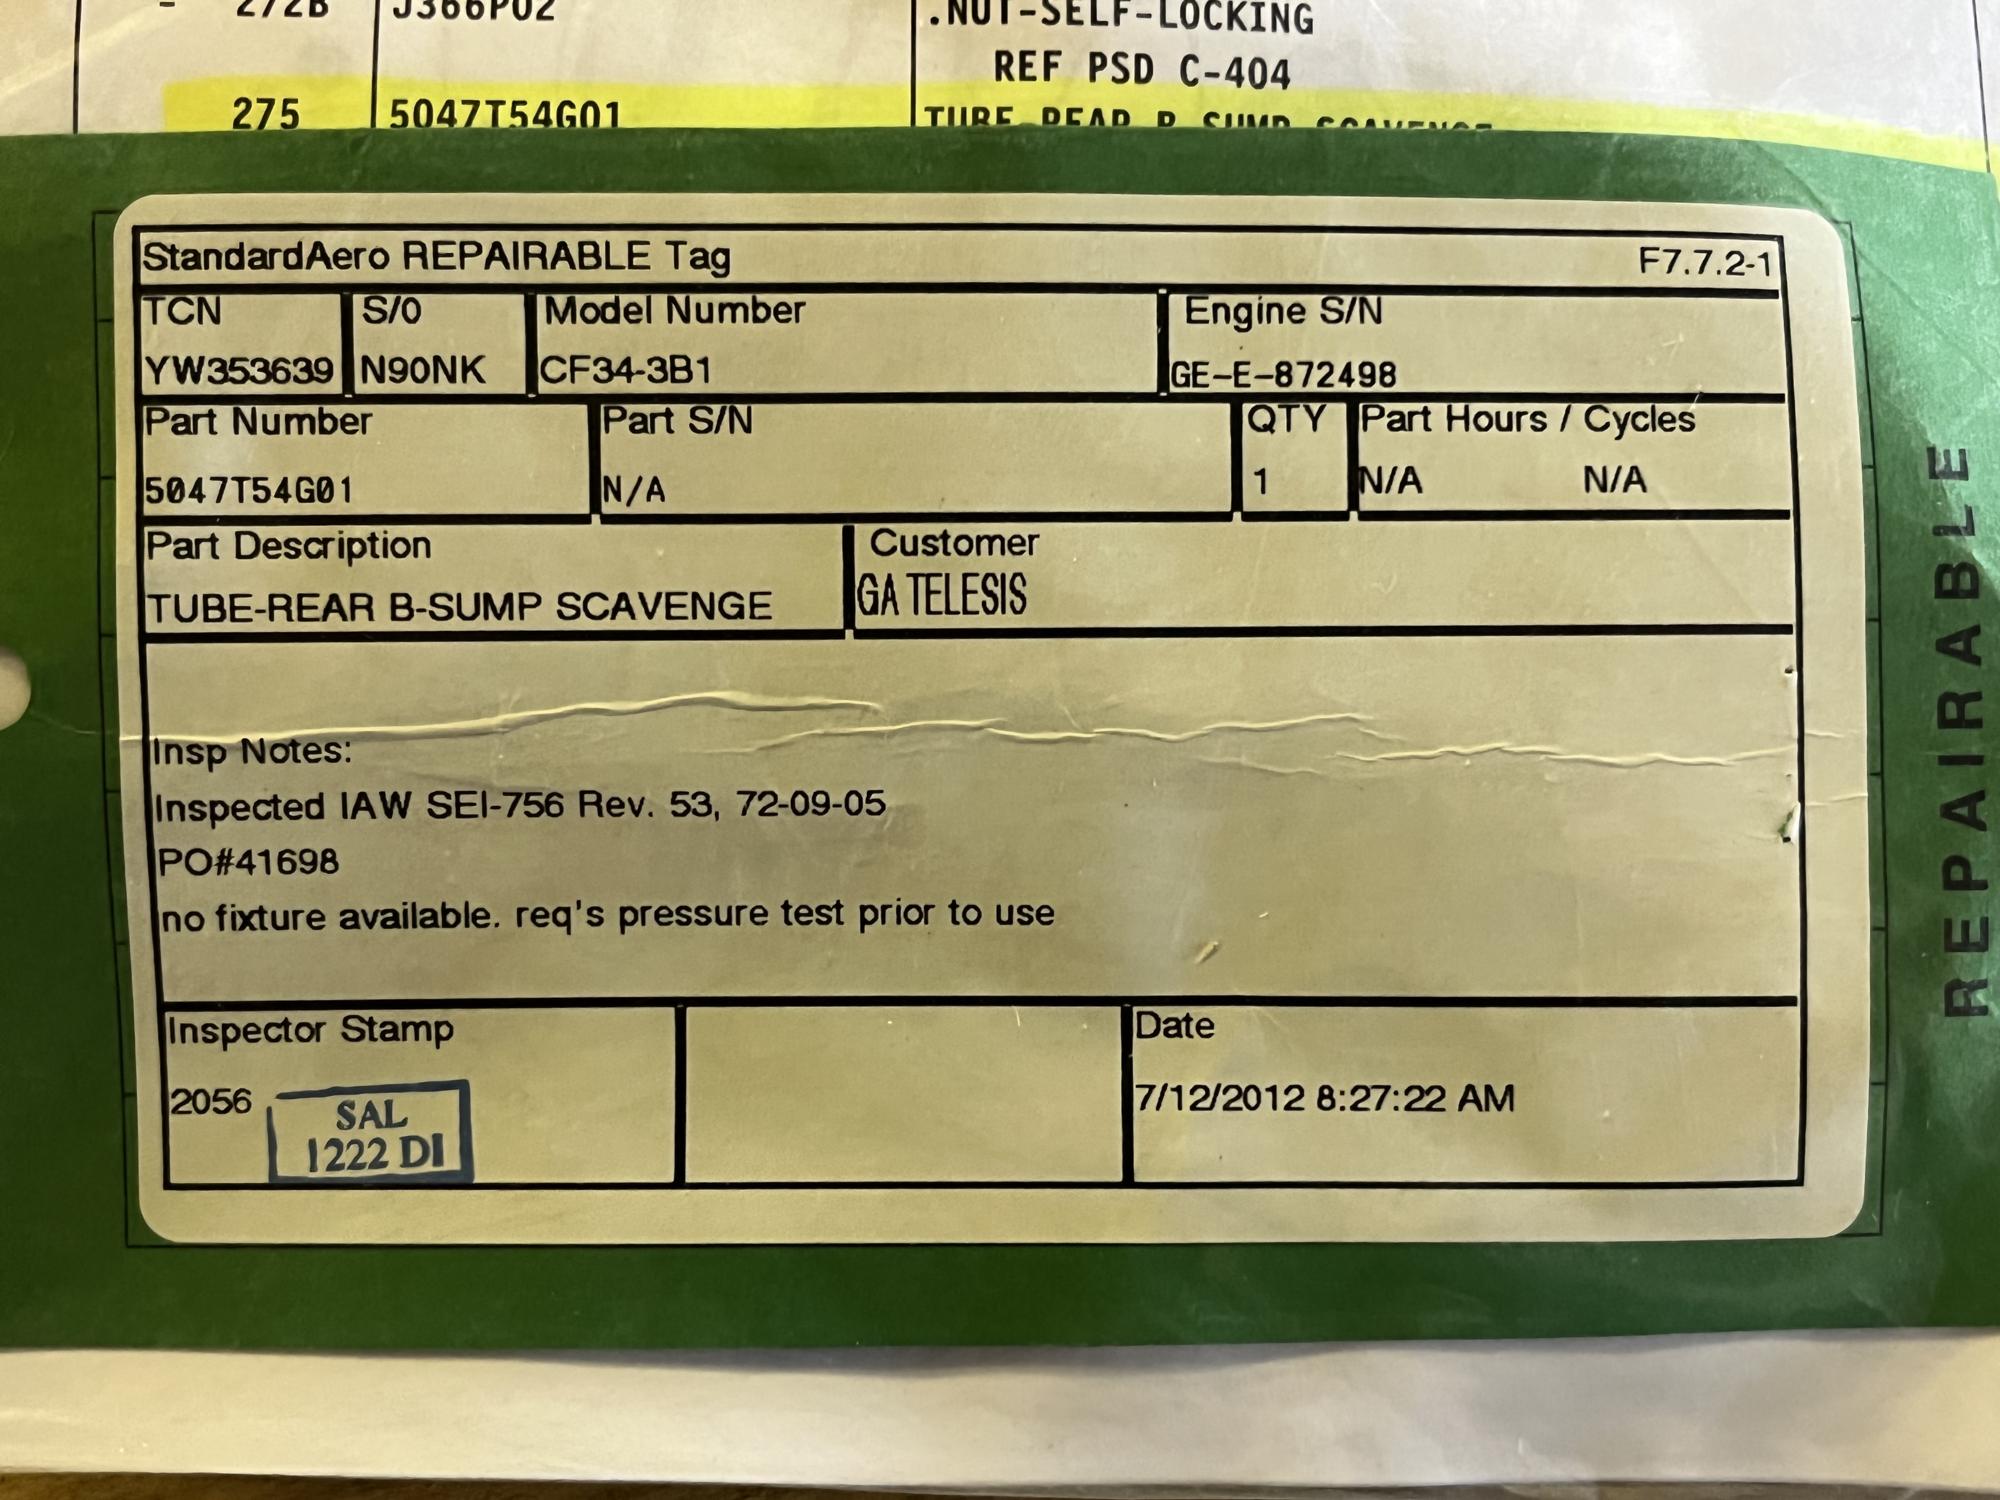 - 272B J366P02 .NUT-SELF-LOCKING
REF PSD C-404
275 5047T54G01 TUBE-REAR B-SUMP SCAVENGE
StandardAero REPAIRABLE Tag F7.7.2-1
TCN S/O Model Number Engine S/N
YW353639 N90NK CF34-3B1 GE-E-872498
Part Number Part S/N QTY Part Hours / Cycles
5047T54G01 N/A 1 N/A N/A
Part Description Customer
TUBE-REAR B-SUMP SCAVENGE GA TELESIS
Insp Notes:
Inspected IAW SEI-756 Rev. 53, 72-09-05
PO#41698
no fixture available. req's pressure test prior to use
Inspector Stamp Date
2056 7/12/2012 8:27:22 AM
SAL
1222 DI
REPAIRABLE